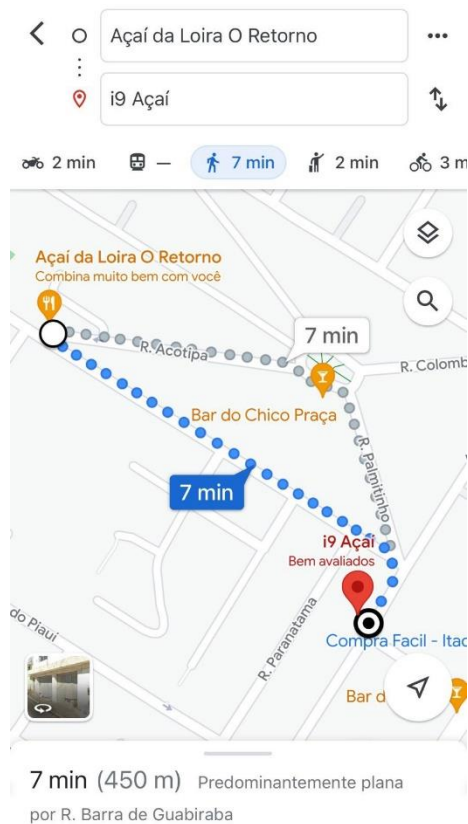 Açaí da Loira O Retorno
i9 Açaí
2 min
—
7 min
2 min
3 m
Açaí da Loira O Retorno
Combina muito bem com você
7 min
R. Acotipa
R. Colomb
Bar do Chico Praça
R. Palmitinho
7 min
i9 Açaí
Bem avaliados
R. Paranatama
do Piauí
Compra Facil - Itac
Bar d
7 min (450 m) Predominantemente plana
por R. Barra de Guabiraba